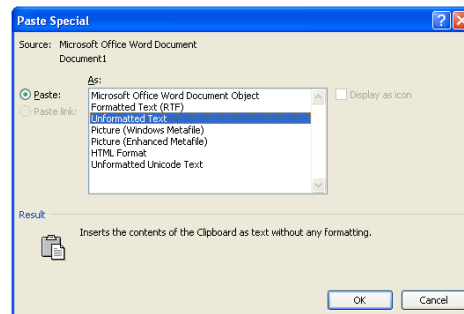 Paste Special
Source: Microsoft Office Word Document
Document1
As:
Paste:
Paste link:
Microsoft Office Word Document Object
Formatted Text (RTF)
Unformatted Text
Picture (Windows Metafile)
Picture (Enhanced Metafile)
HTML Format
Unformatted Unicode Text
Display as icon
Result
Inserts the contents of the Clipboard as text without any formatting.
OK
Cancel